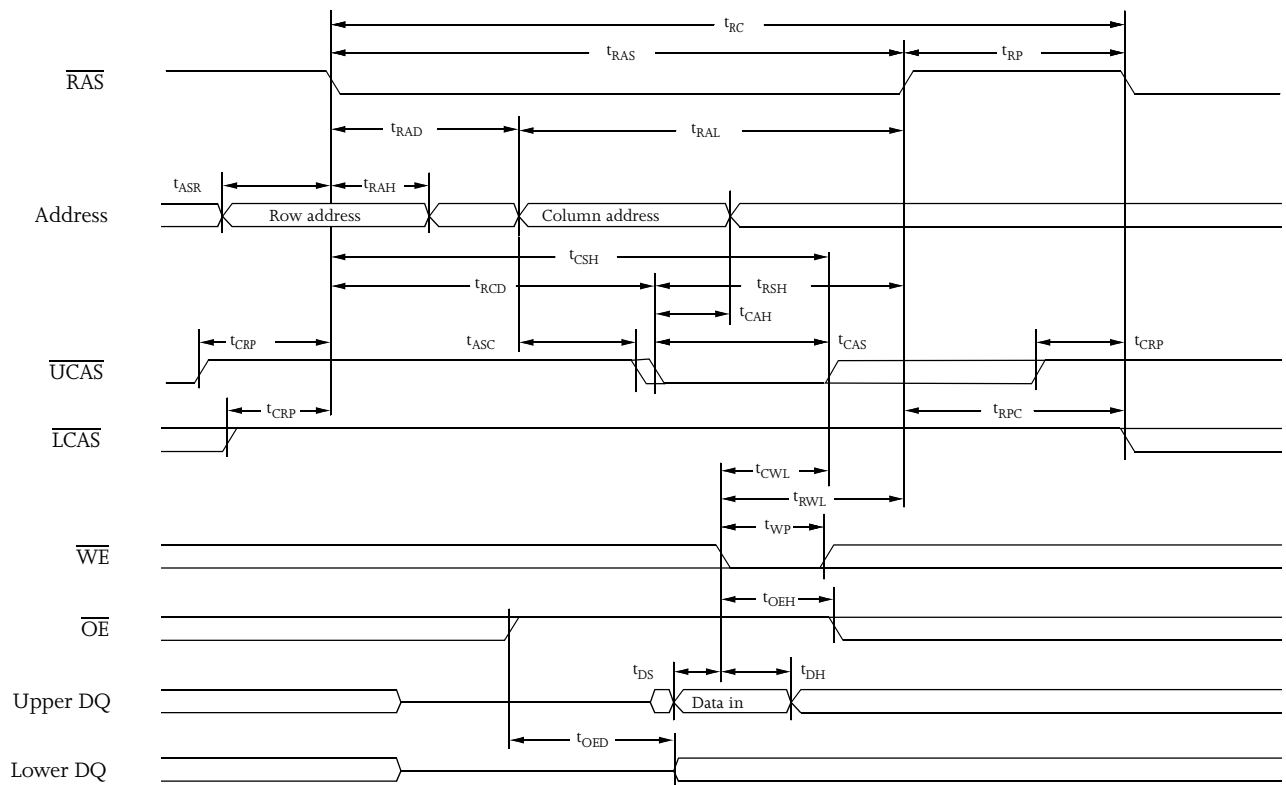 tRC
tRAS
tRP
RAS
tRAD
tRAL
tASR
tRAH
Address
Row address
Column address
tCSH
tRCD
tRSH
tCAH
tCRP
tASC
tCAS
tCRP
UCAS
tCRP
tRPC
LCAS
tCWL
tRWL
tWP
WE
tOEH
OE
tDS
tDH
Upper DQ
Data in
tOED
Lower DQ